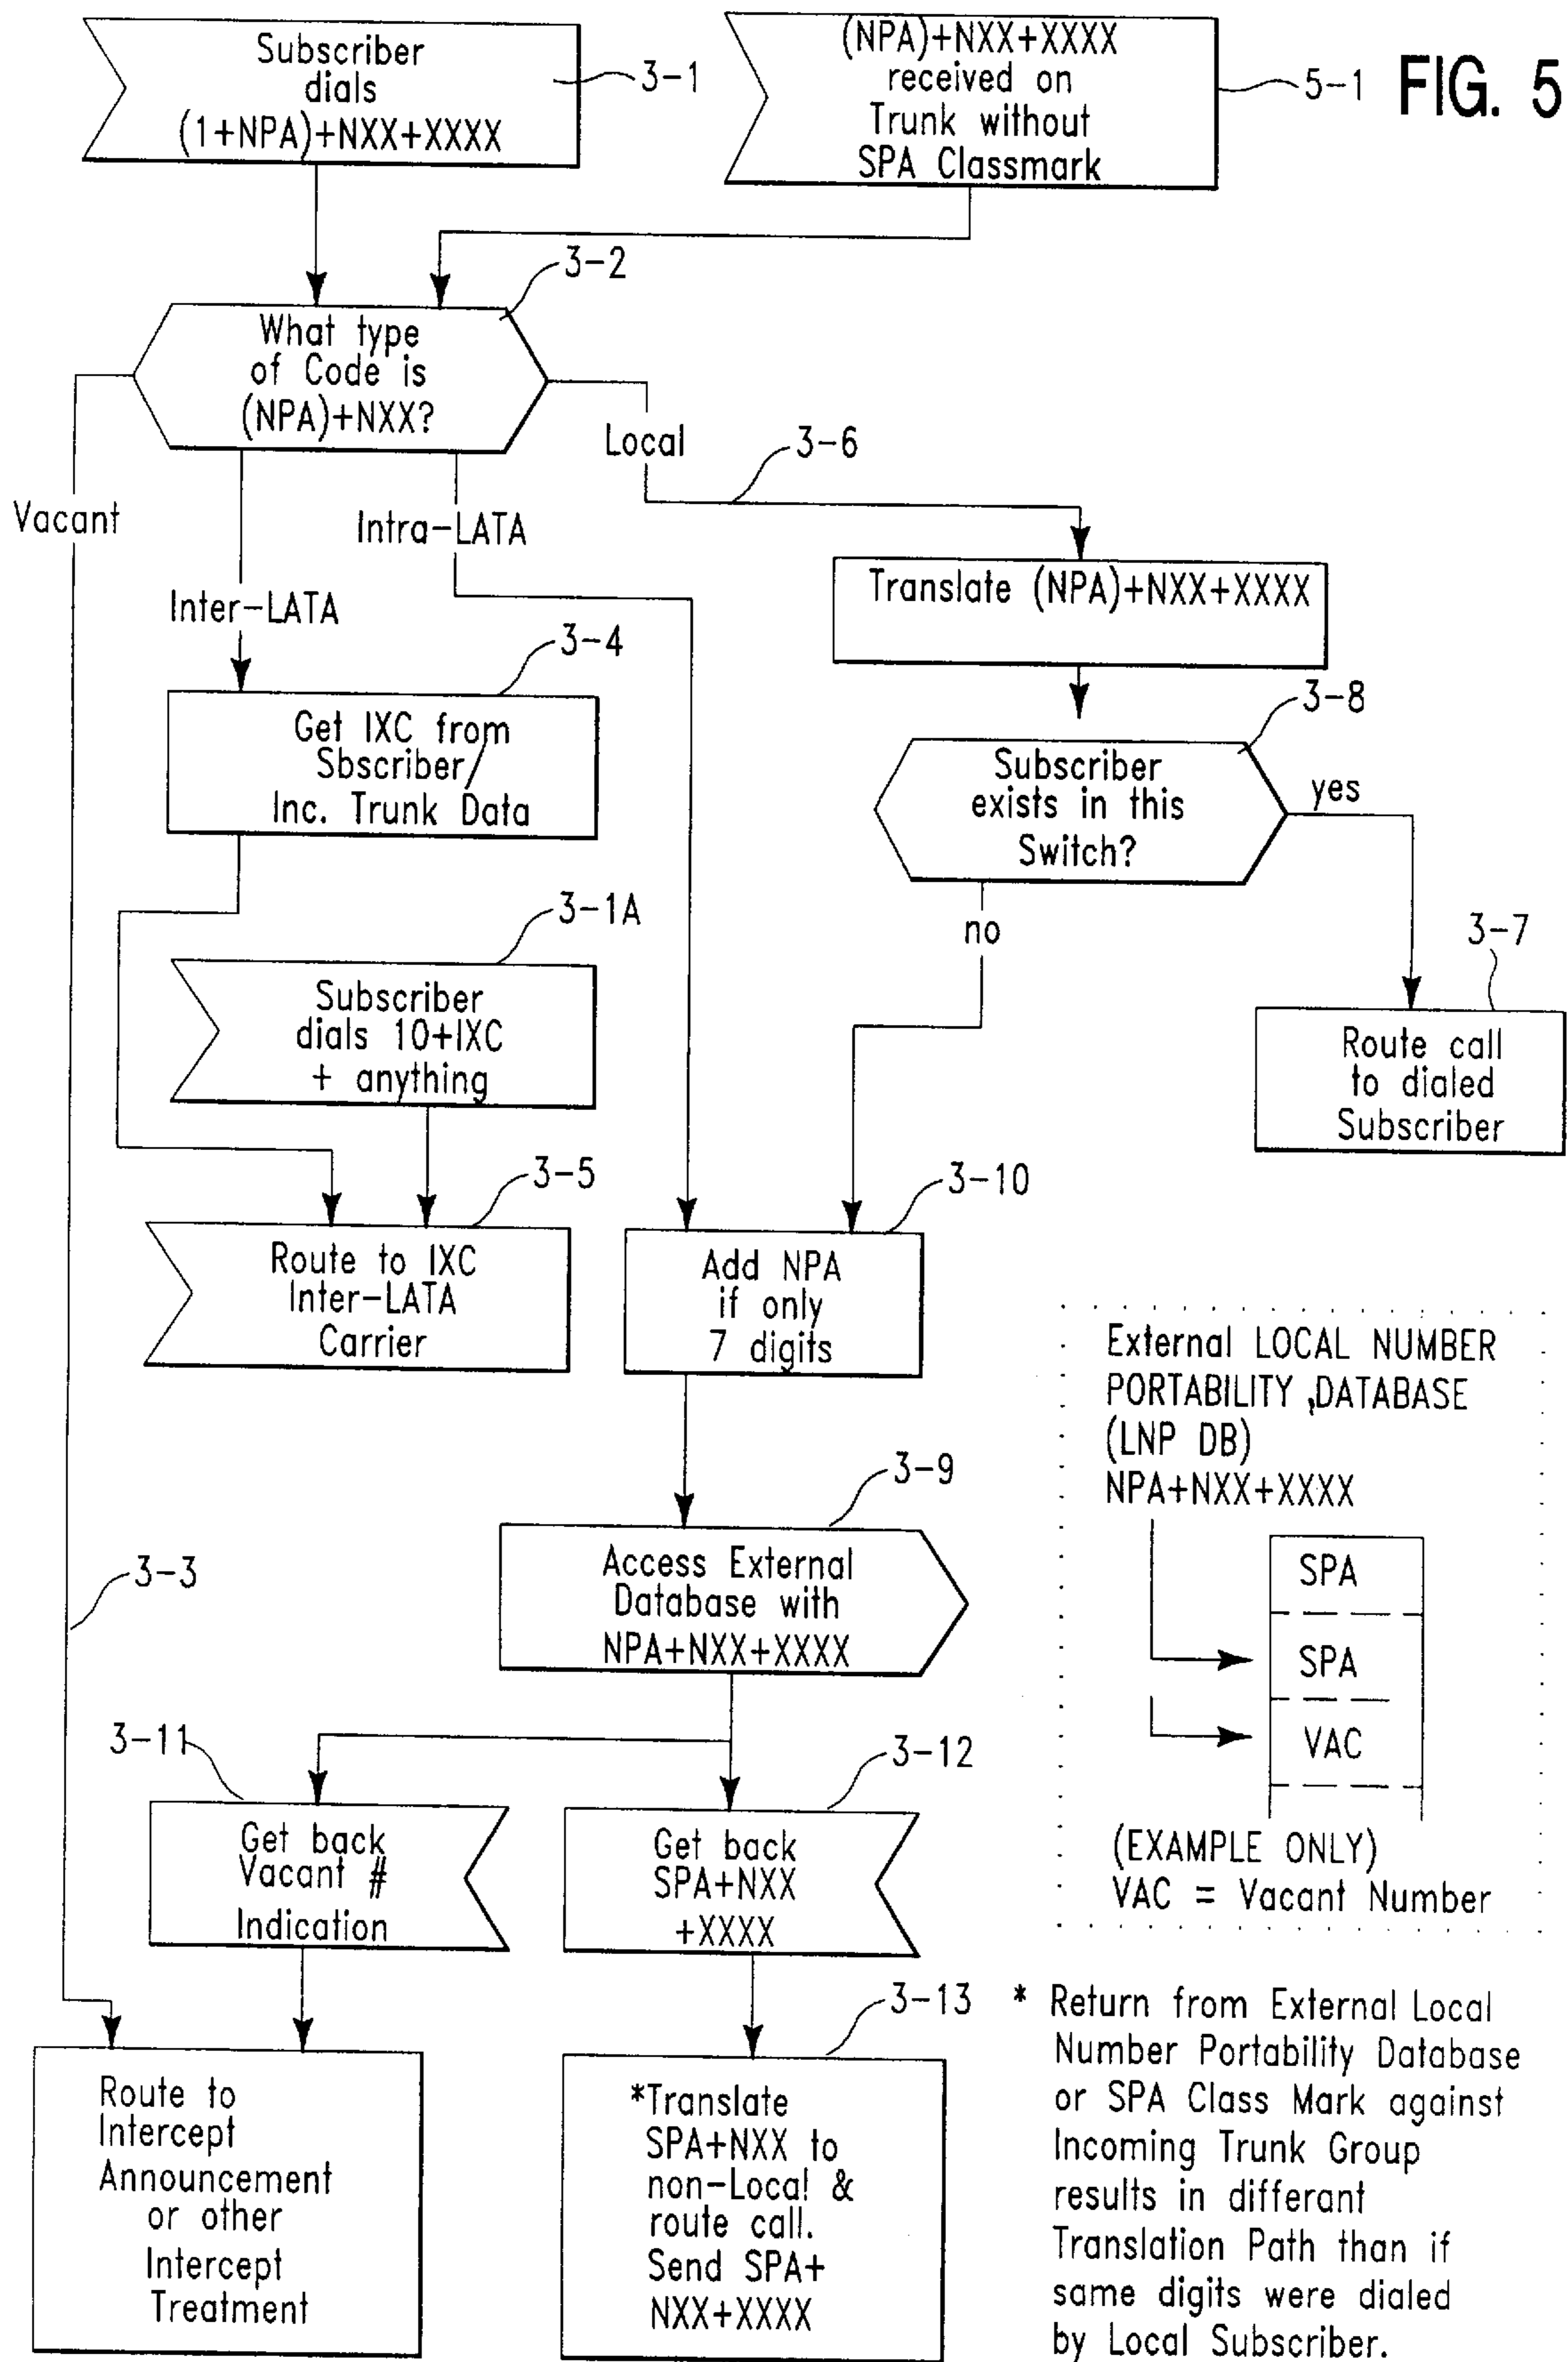 Subscriber
dials
(1+NPA)+NXX+XXXX
3-1
(NPA)+NXX+XXXX
received on
Trunk without
SPA Classmark
5-1
FIG. 5
3-2
What type
of Code is
(NPA)+NXX?
Vacant
Inter-LATA
Intra-LATA
Local
3-6
Translate (NPA)+NXX+XXXX
3-4
Get IXC from
Sbscriber/
Inc. Trunk Data
3-8
Subscriber
exists in this
Switch?
yes
no
3-1A
Subscriber
dials 10+IXC
+ anything
3-7
Route call
to dialed
Subscriber
3-5
Route to IXC
Inter-LATA
Carrier
3-10
Add NPA
if only
7 digits
External LOCAL NUMBER
PORTABILITY ,DATABASE
(LNP DB)
NPA+NXX+XXXX
SPA
SPA
VAC
(EXAMPLE ONLY)
VAC = Vacant Number
3-9
Access External
Database with
NPA+NXX+XXXX
3-3
3-11
Get back
Vacant #
Indication
3-12
Get back
SPA+NXX
+XXXX
Route to
Intercept
Announcement
or other
Intercept
Treatment
3-13
*Translate
SPA+NXX to
non-Local &
route call.
Send SPA+
NXX+XXXX
* Return from External Local
Number Portability Database
or SPA Class Mark against
Incoming Trunk Group
results in differant
Translation Path than if
same digits were dialed
by Local Subscriber.